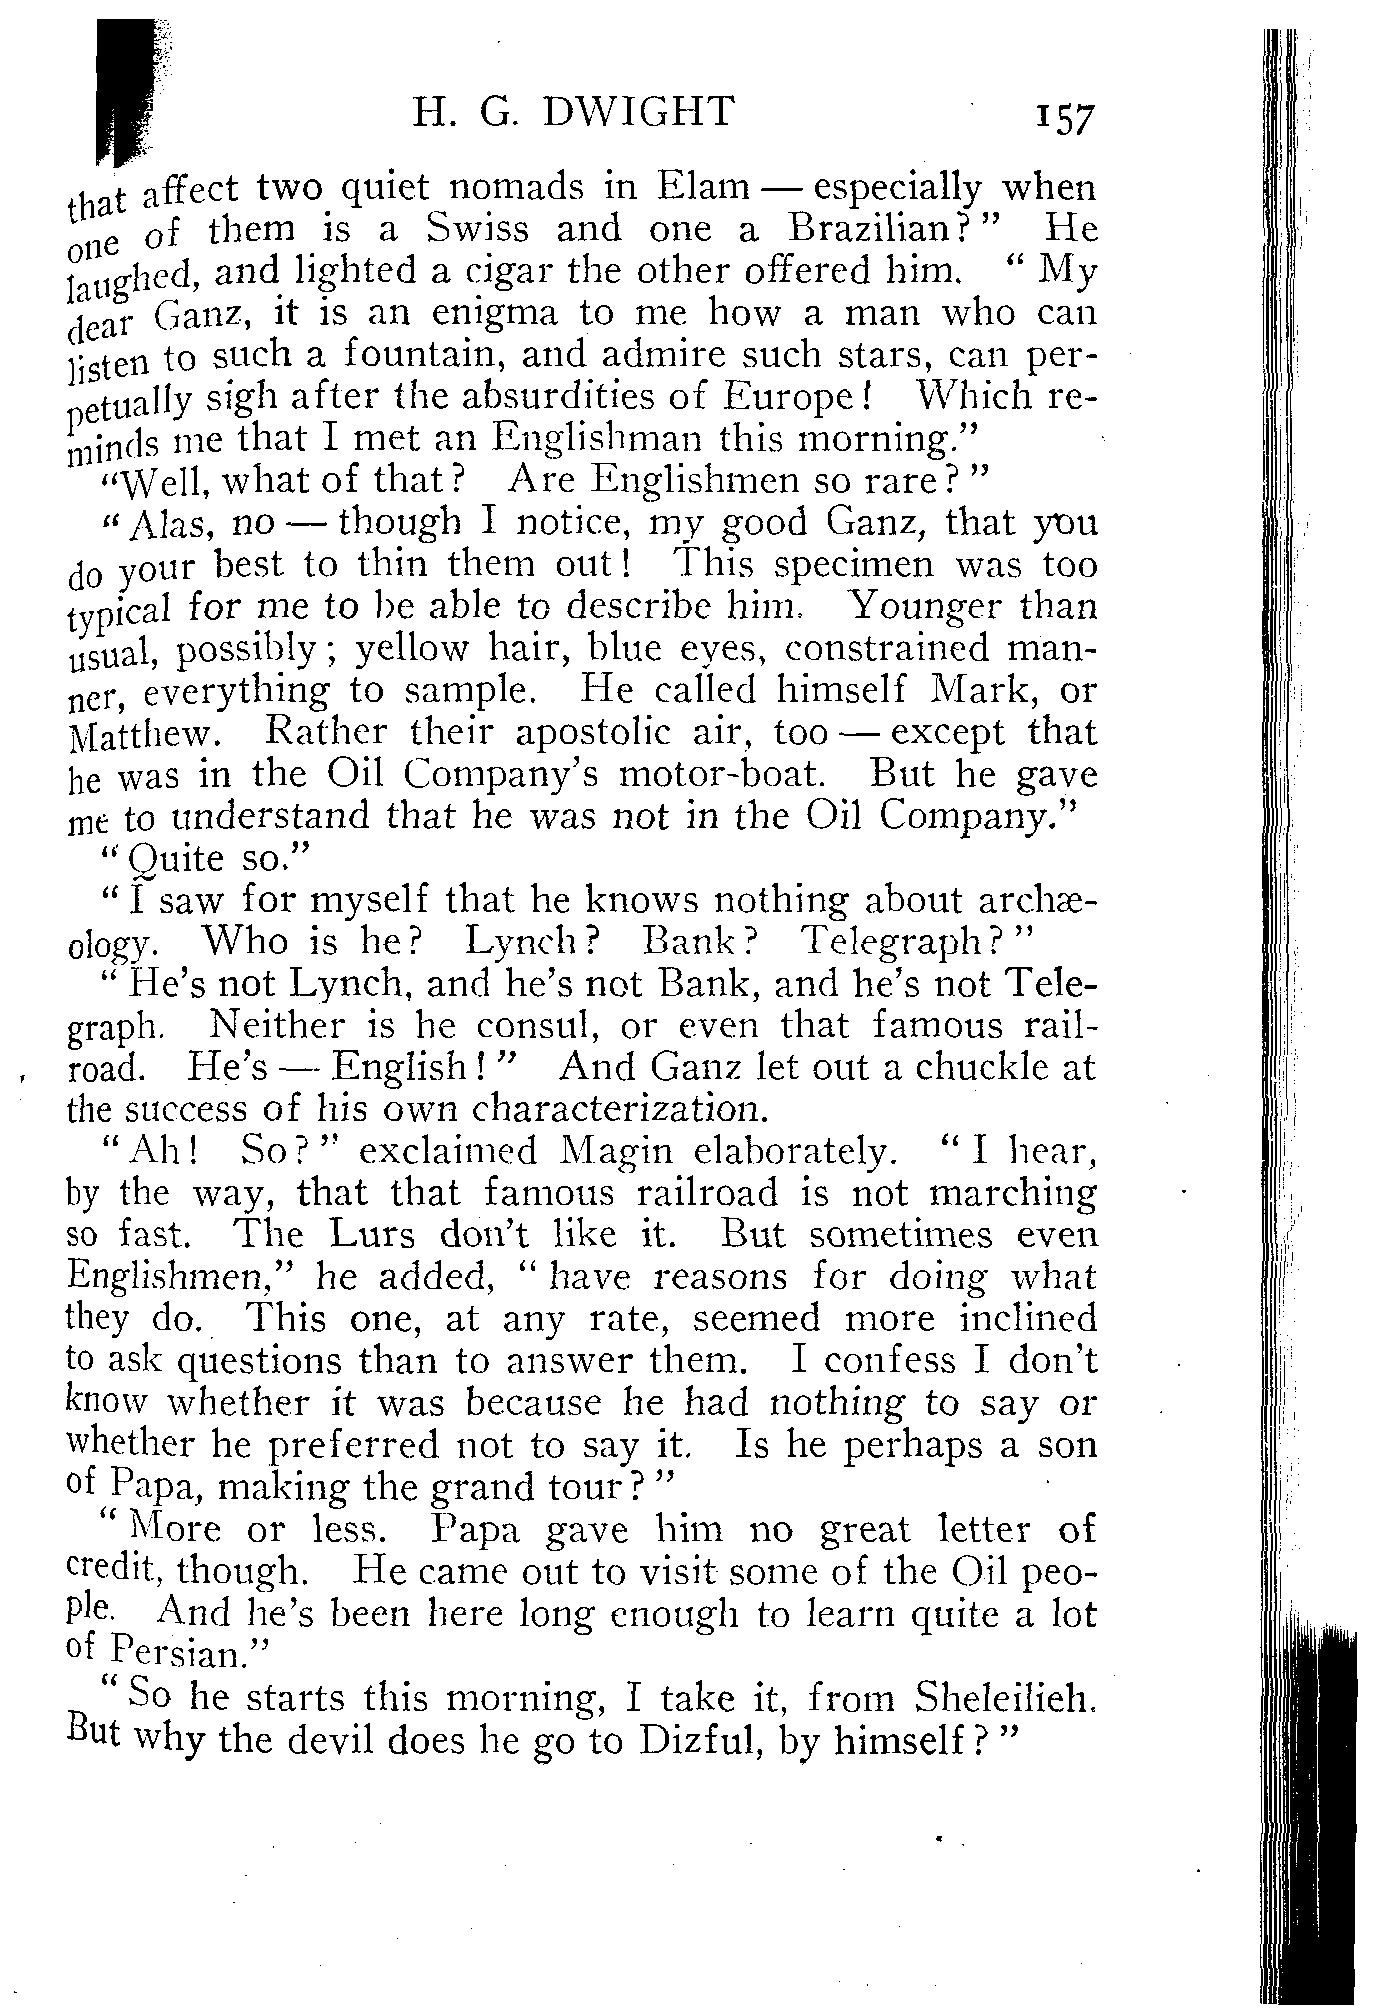 H. G. DWIGHT 157
that affect two quiet nomads in Elam — especially when
one of them is a Swiss and one a Brazilian?" He
laughed, and lighted a cigar the other offered him. "My
dear Ganz, it is an enigma to me how a man who can
listen to such a fountain, and admire such stars, can per-
petually sigh after the absurdities of Europe! Which re-
minds me that I met an Englishman this morning."
"Well, what of that? Are Englishmen so rare?"
"Alas, no — though I notice, my good Ganz, that you
do your best to thin them out! This specimen was too
typical for me to be able to describe him. Younger than
usual, possibly; yellow hair, blue eyes, constrained man-
ner, everything to sample. He called himself Mark, or
Matthew. Rather their apostolic air, too — except that
he was in the Oil Company's motor-boat. But he gave
me to understand that he was not in the Oil Company."
"Quite so."
"I saw for myself that he knows nothing about archæ-
ology. Who is he? Lynch? Bank? Telegraph?"
"He's not Lynch, and he's not Bank, and he's not Tele-
graph. Neither is he consul, or even that famous rail-
road. He's — English!" And Ganz let out a chuckle at
the success of his own characterization.
"Ah! So?" exclaimed Magin elaborately. "I hear,
by the way, that that famous railroad is not marching
so fast. The Lurs don't like it. But sometimes even
Englishmen," he added, "have reasons for doing what
they do. This one, at any rate, seemed more inclined
to ask questions than to answer them. I confess I don't
know whether it was because he had nothing to say or
whether he preferred not to say it. Is he perhaps a son
of Papa, making the grand tour?"
"More or less. Papa gave him no great letter of
credit, though. He came out to visit some of the Oil peo-
ple. And he's been here long enough to learn quite a lot
of Persian."
"So he starts this morning, I take it, from Sheleilieh.
But why the devil does he go to Dizful, by himself?"